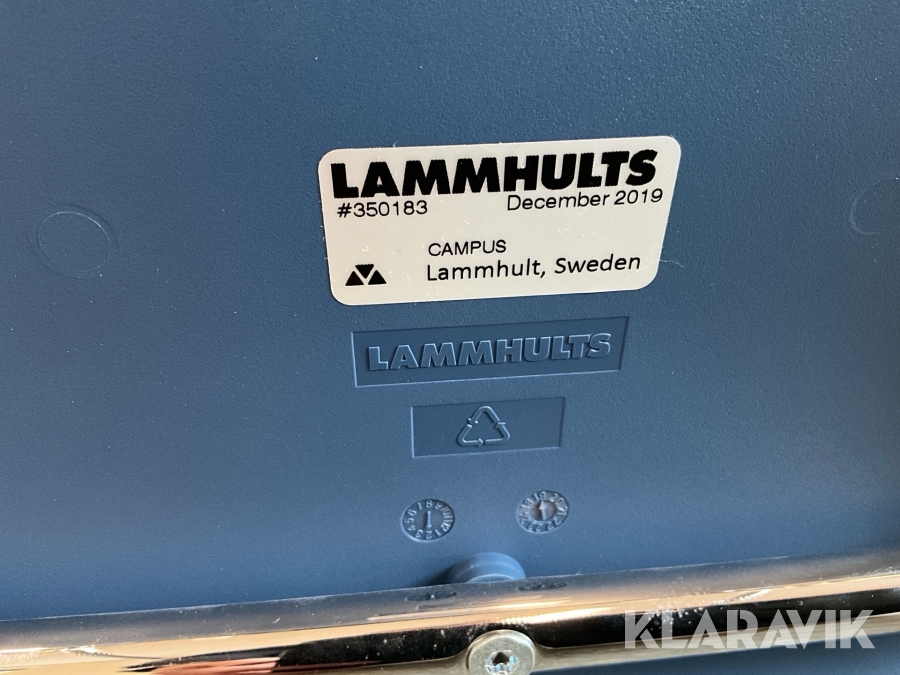 LAMMHULTS
#350183 December 2019
CAMPUS
Lammhult, Sweden
LAMMHULTS
KLARAVIK